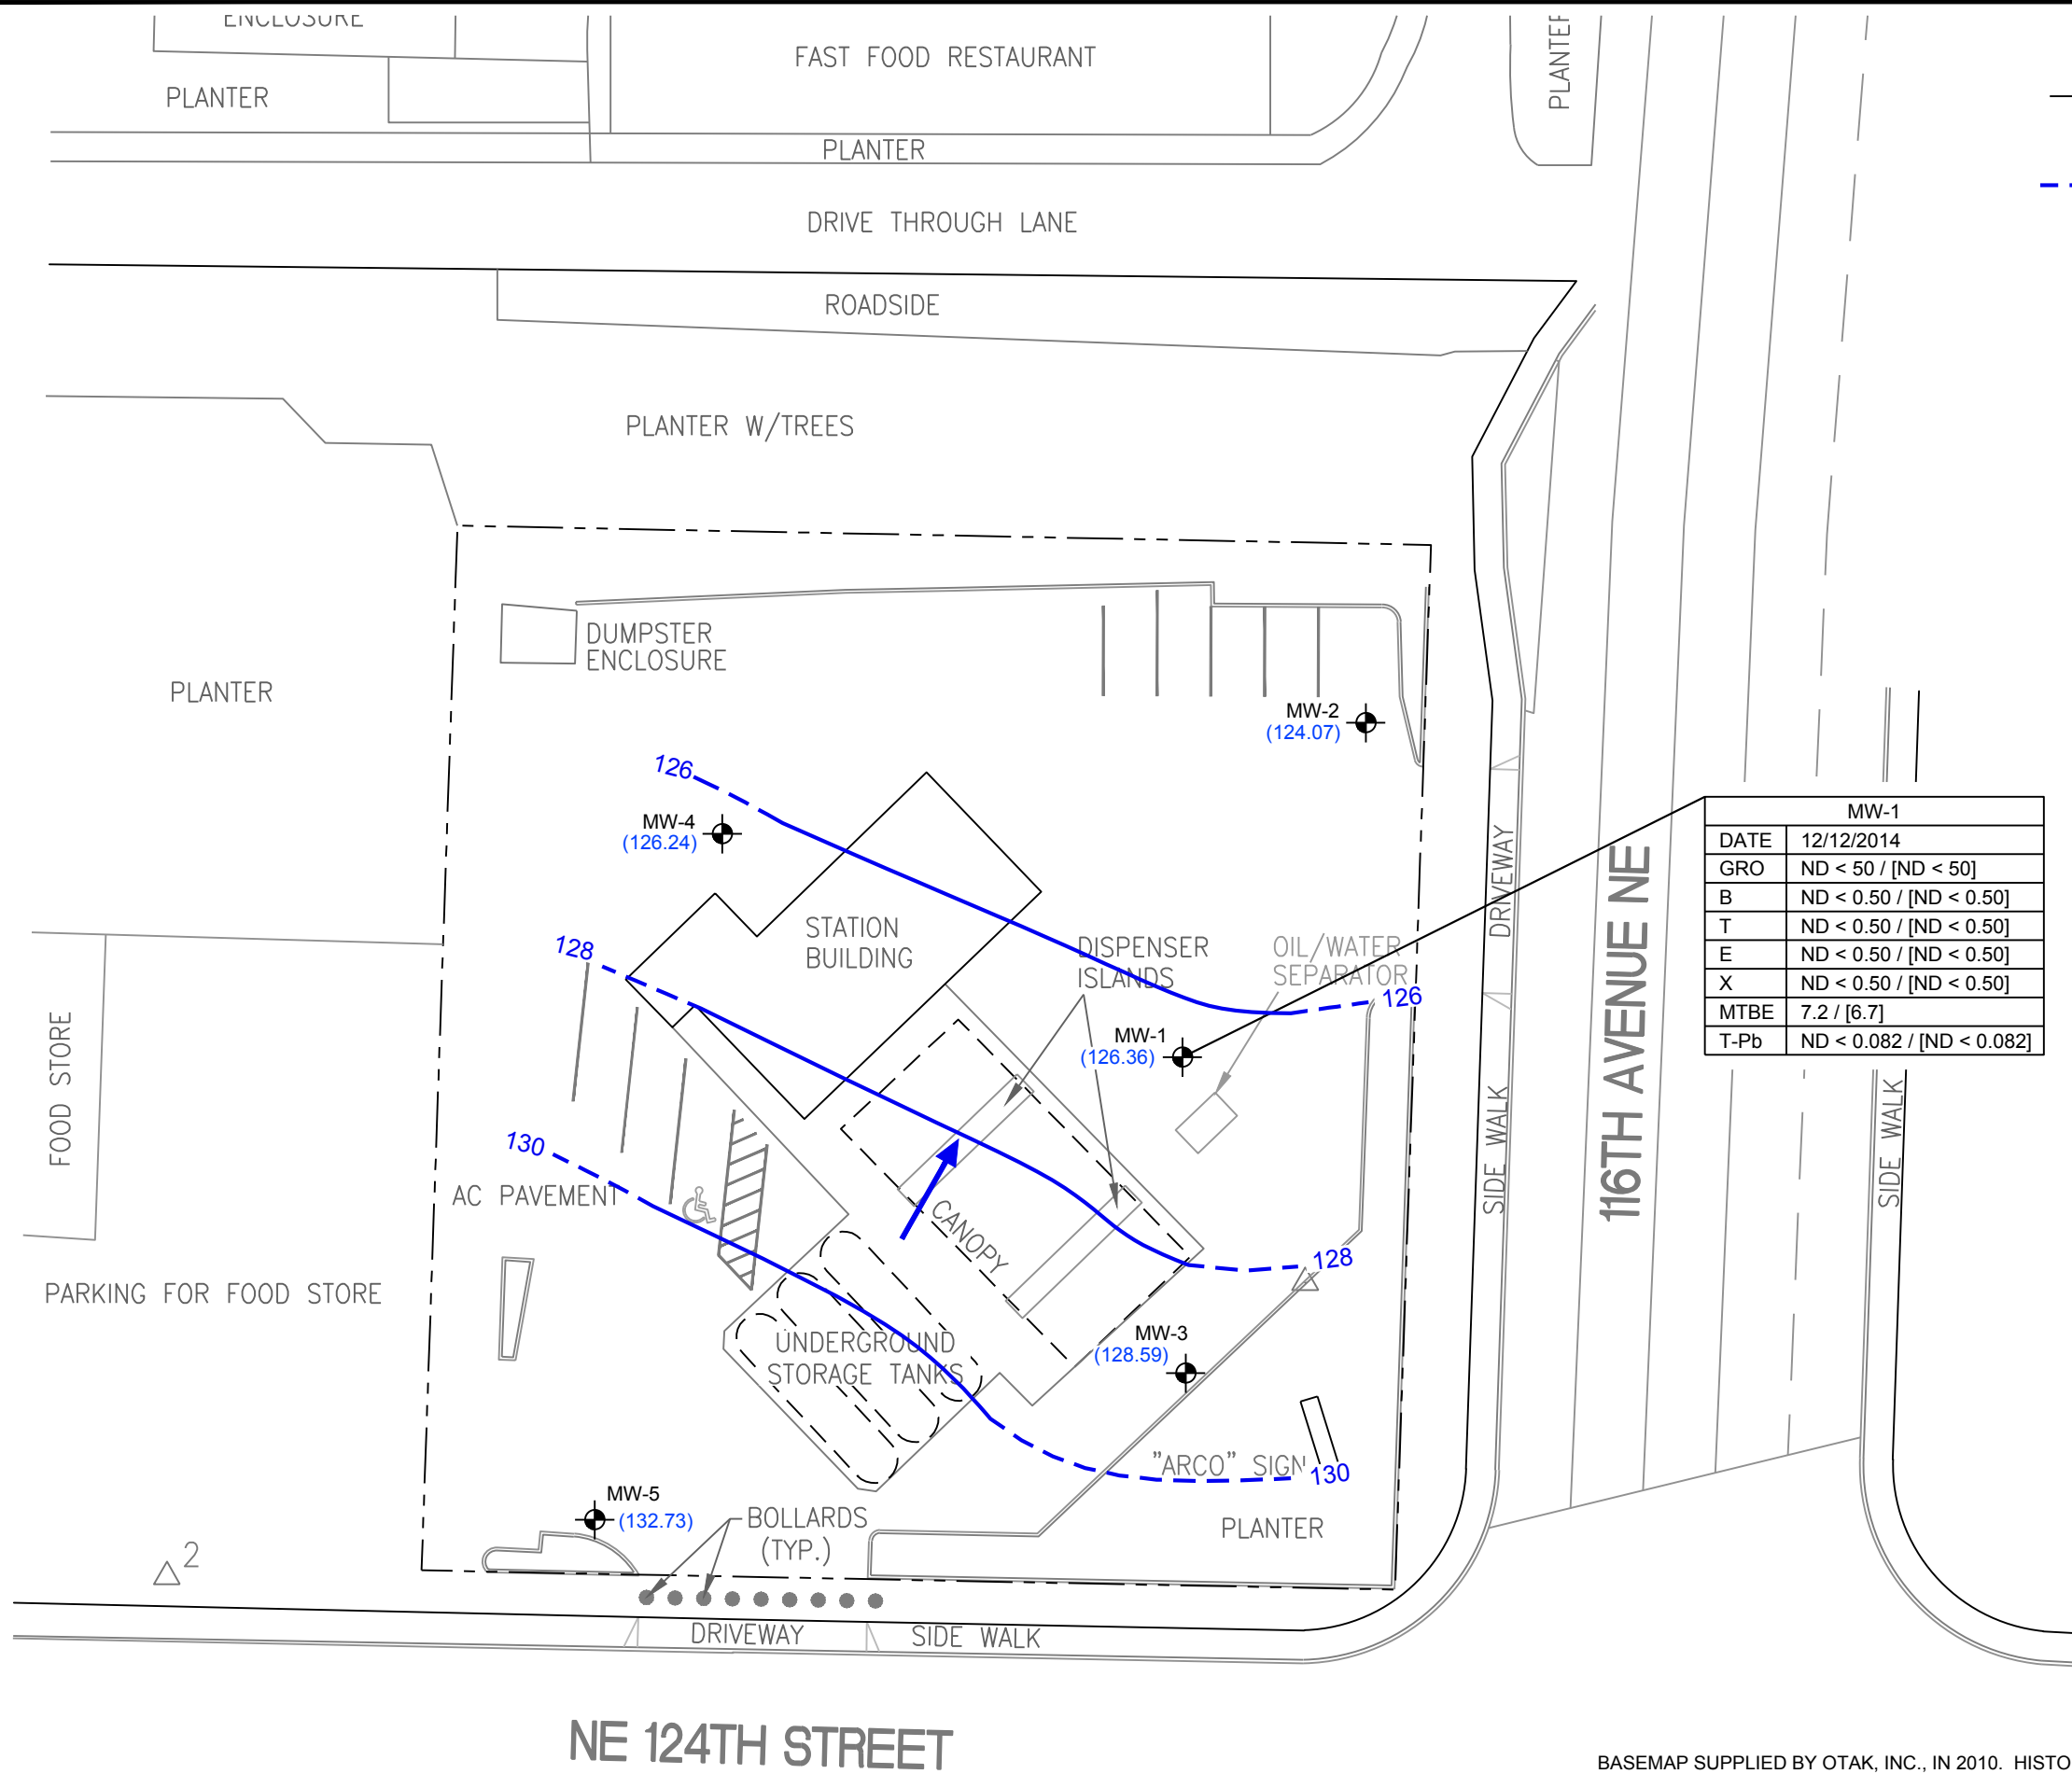 ENCLOSURE
FAST FOOD RESTAURANT
PLANTER
PLANTER
PLANTER
DRIVE THROUGH LANE
ROADSIDE
PLANTER W/TREES
DUMPSTER
ENCLOSURE
PLANTER
MW-2
(124.07)
126
MW-4
(126.24)
STATION
BUILDING
128
DISPENSER
ISLANDS
OIL/WATER
SEPARATOR
126
DRIVEWAY
116TH AVENUE NE
MW-1
DATE 12/12/2014
GRO ND < 50 / [ND < 50]
B ND < 0.50 / [ND < 0.50]
T ND < 0.50 / [ND < 0.50]
E ND < 0.50 / [ND < 0.50]
X ND < 0.50 / [ND < 0.50]
MTBE 7.2 / [6.7]
T-Pb ND < 0.082 / [ND < 0.082]
MW-1
(126.36)
FOOD STORE
SIDE WALK
SIDE WALK
130
AC PAVEMENT
CANOPY
128
PARKING FOR FOOD STORE
UNDERGROUND
STORAGE TANKS
MW-3
(128.59)
"ARCO" SIGN
130
MW-5
(132.73)
BOLLARDS
(TYP.)
PLANTER
2
DRIVEWAY
SIDE WALK
NE 124TH STREET
BASEMAP SUPPLIED BY OTAK, INC., IN 2010. HISTO